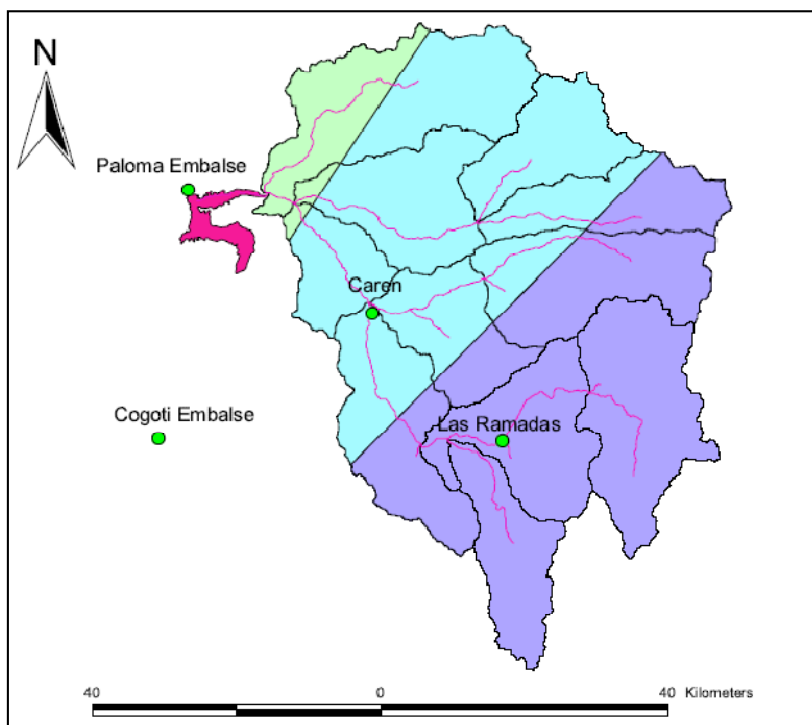 N
Paloma Embalse
Caren
Cogoti Embalse
Las Ramadas
40 0 40 Kilometers